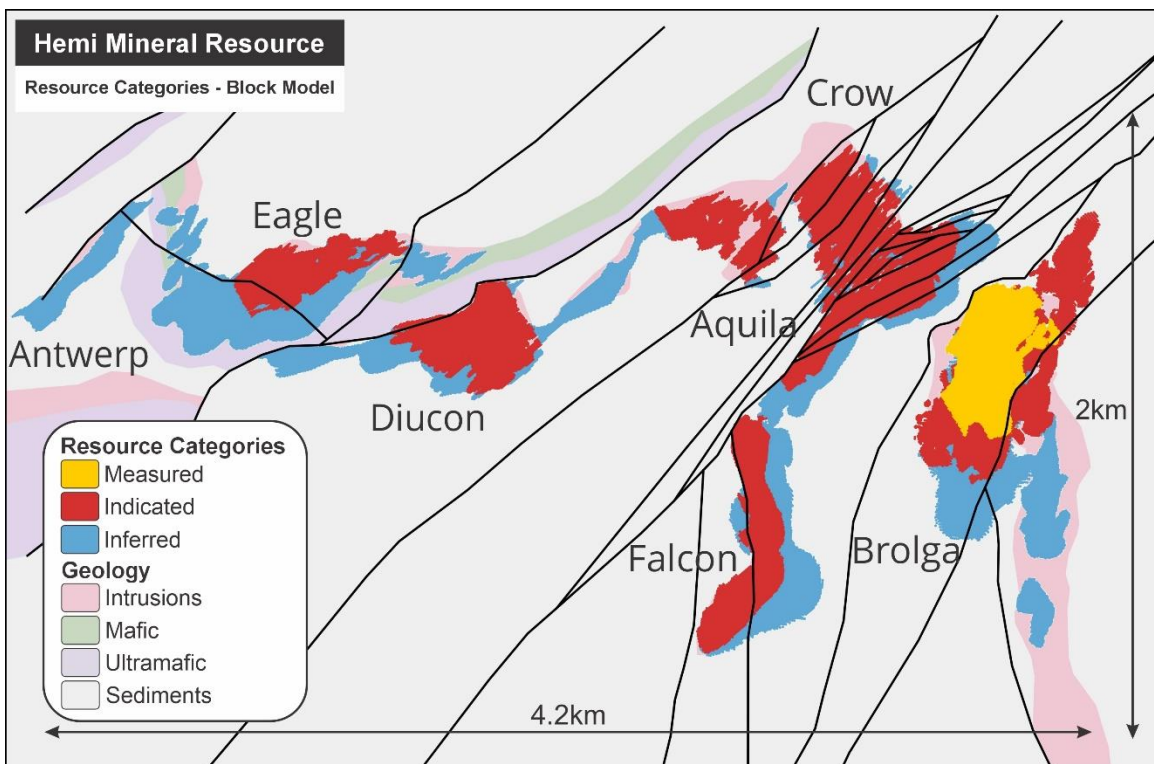 Hemi Mineral Resource
Resource Categories - Block Model
Crow
Eagle
Aquila
Antwerp
Diucon
2km
Falcon
Brolga
Resource Categories
Measured
Indicated
Inferred
Geology
Intrusions
Mafic
Ultramafic
Sediments
4.2km